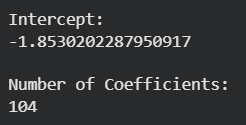 Intercept:
-1.8530202287950917
Number of Coefficients:
104